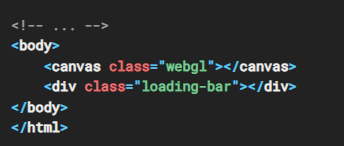 <!-- ... -->
<body>
    <canvas class="webgl"></canvas>
    <div class="loading-bar"></div>
</body>
</html>